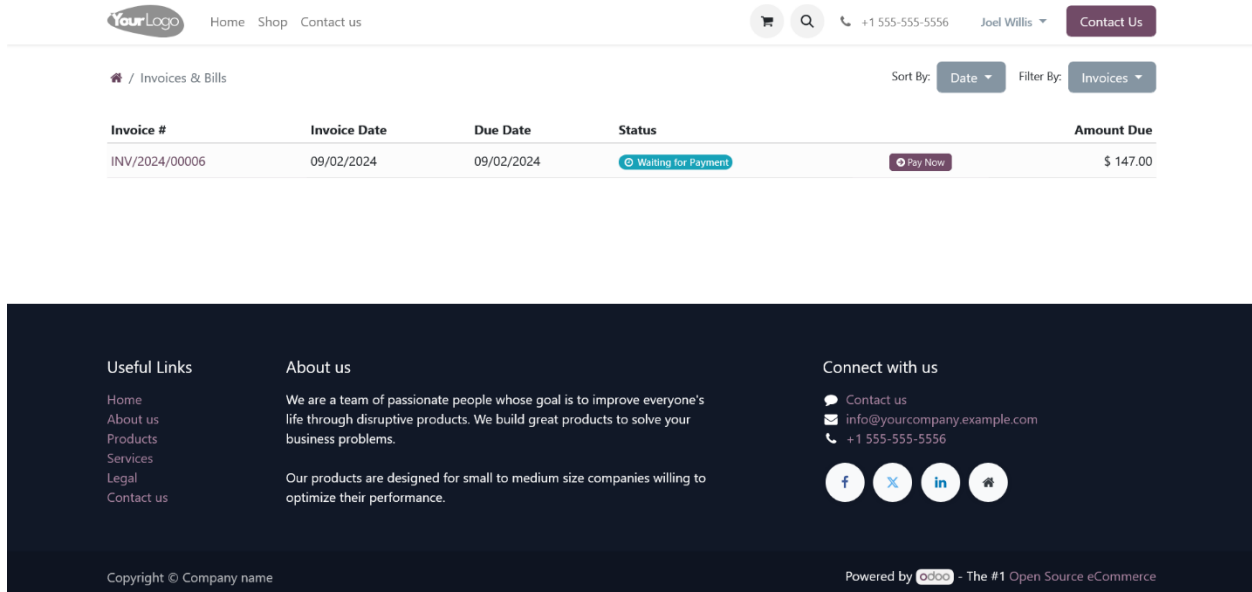 YourLogo Home Shop Contact us +1 555-555-5556 Joel Willis Contact Us
/ Invoices & Bills Sort By: Date Filter By: Invoices
Invoice # Invoice Date Due Date Status Amount Due
INV/2024/00006 09/02/2024 09/02/2024 Waiting for Payment Pay Now $ 147.00
Useful Links
Home
About us
Products
Services
Legal
Contact us
About us
We are a team of passionate people whose goal is to improve everyone's
life through disruptive products. We build great products to solve your
business problems.
Our products are designed for small to medium size companies willing to
optimize their performance.
Connect with us
Contact us
info@yourcompany.example.com
+1 555-555-5556
Copyright © Company name
Powered by odoo - The #1 Open Source eCommerce